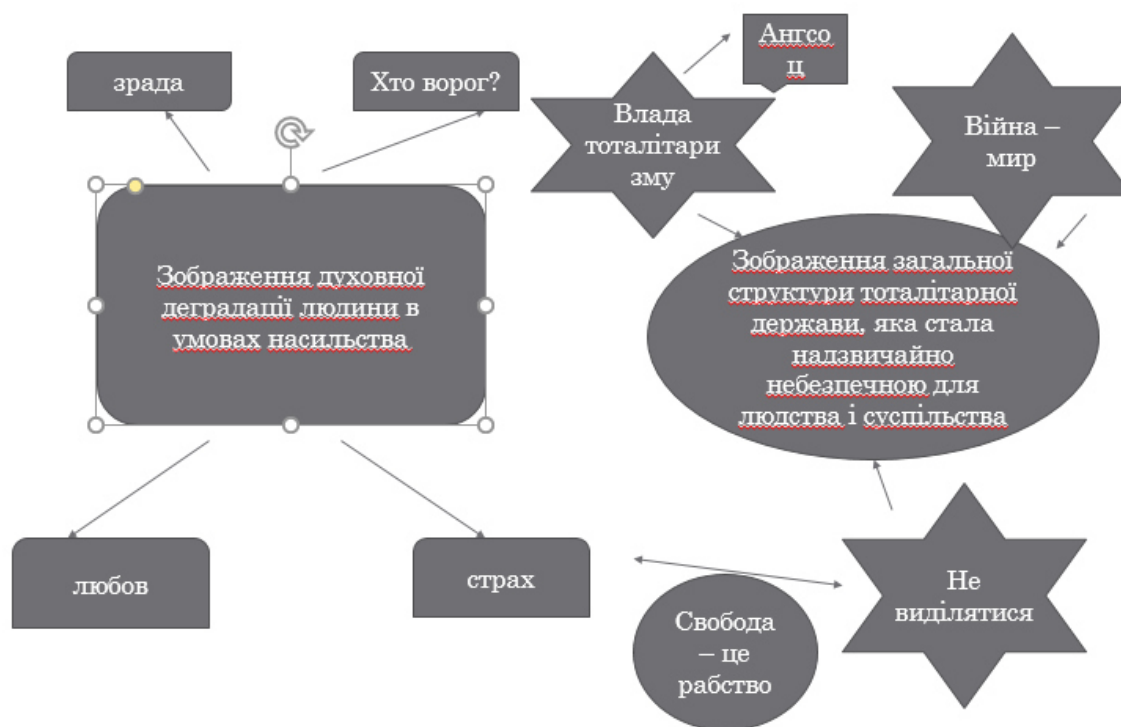 зрада
Хто ворог?
Ангсо
ц
Влада
тоталітари
зму
Війна –
мир
Зображення духовної
деградації людини в
умовах насильства
Зображення загальної
структури тоталітарної
держави, яка стала
надзвичайно
небезпечною для
людства і суспільства
любов
страх
Свобода
– це
рабство
Не
виділятися